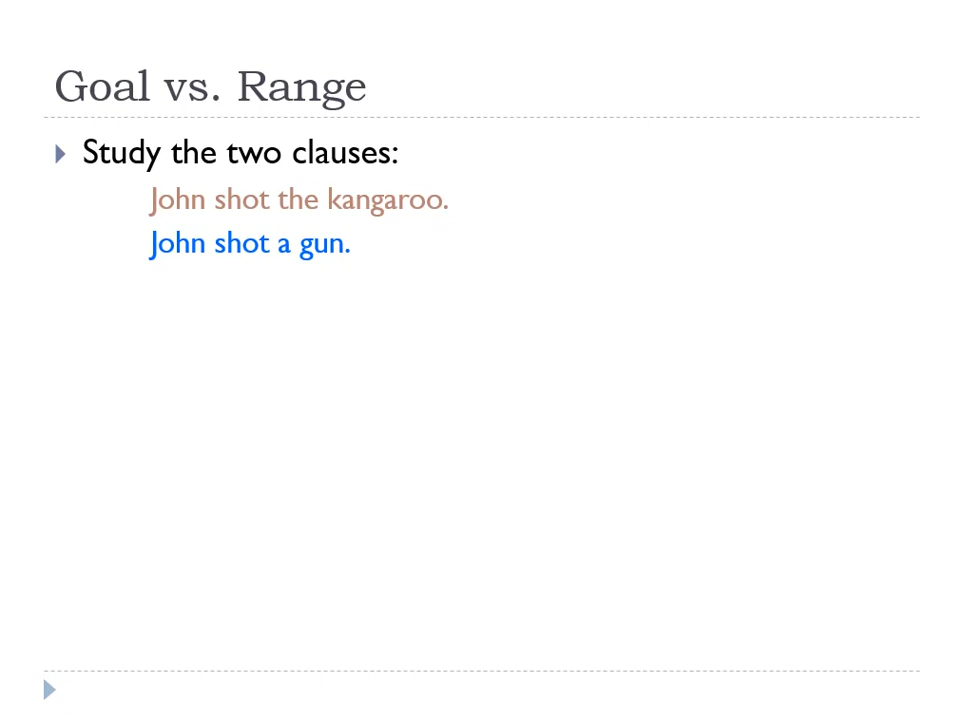 Goal vs. Range
Study the two clauses:
John shot the kangaroo.
John shot a gun.